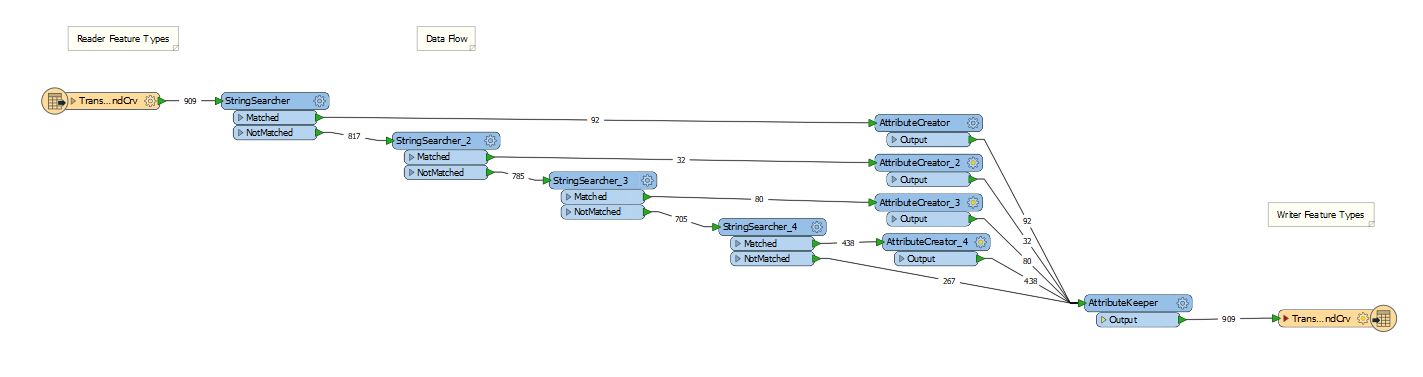 Reader Feature Types
Data Flow
Trans...ndCrv
909
StringSearcher
Matched
NotMatched
92
817
StringSearcher_2
Matched
NotMatched
32
785
StringSearcher_3
Matched
NotMatched
80
705
StringSearcher_4
Matched
NotMatched
438
267
AttributeCreator
Output
AttributeCreator_2
Output
AttributeCreator_3
Output
AttributeCreator_4
Output
92
32
80
438
Writer Feature Types
AttributeKeeper
Output
909
Trans...ndCrv